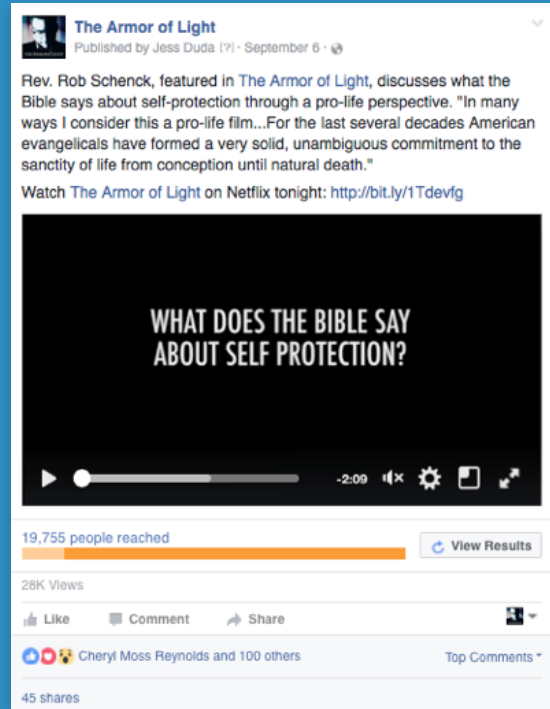 The Armor of Light
Published by Jess Duda [?] · September 6 ·
Rev. Rob Schenck, featured in The Armor of Light, discusses what the
Bible says about self-protection through a pro-life perspective. "In many
ways I consider this a pro-life film...For the last several decades American
evangelicals have formed a very solid, unambiguous commitment to the
sanctity of life from conception until natural death."
Watch The Armor of Light on Netflix tonight: http://bit.ly/1Tdevfg
WHAT DOES THE BIBLE SAY
ABOUT SELF PROTECTION?
-2:09
19,755 people reached
View Results
28K Views
Like Comment Share
Cheryl Moss Reynolds and 100 others
Top Comments
45 shares